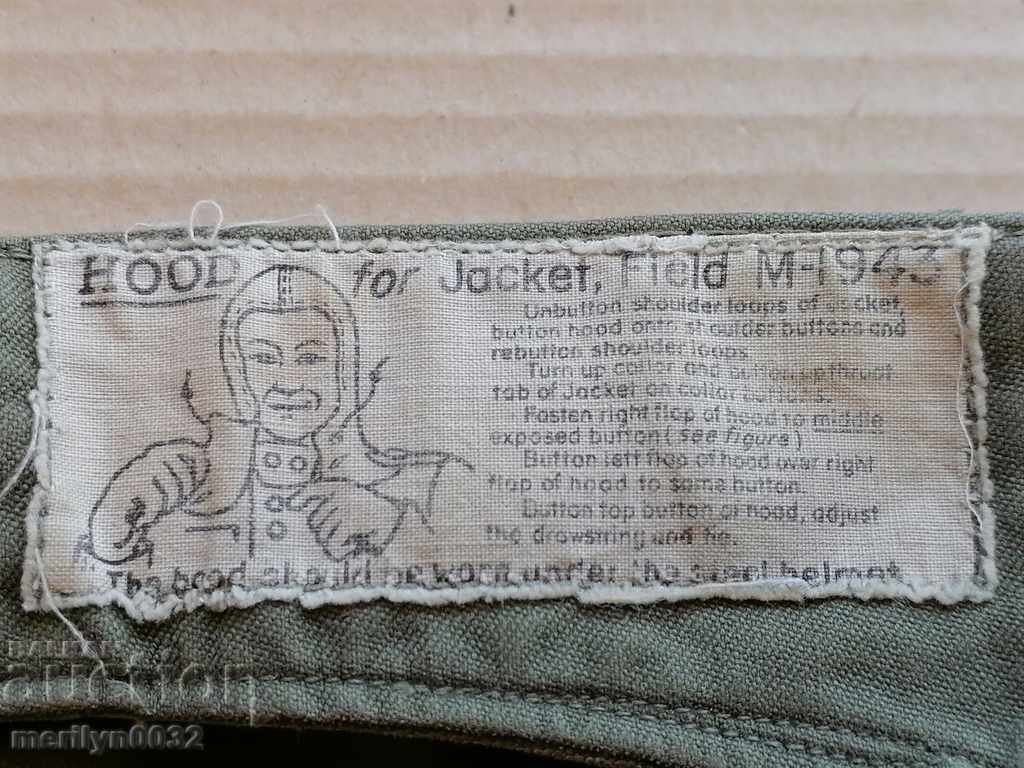 HOOD for Jacket, Field M-1943
Unbutton shoulder loops of jacket,
button hood onto shoulder buttons and
rebutton shoulder loops
Turn up collar and button up throat
tab of Jacket on collar buttons.
Fasten right flap of hood to middle
exposed button (see figure)
Button left flap of hood over right
flap of hood to same button.
Button top button of hood, adjust
the drawstring and tie.
The hood should be worn under the steel helmet
auction
merilyn0032